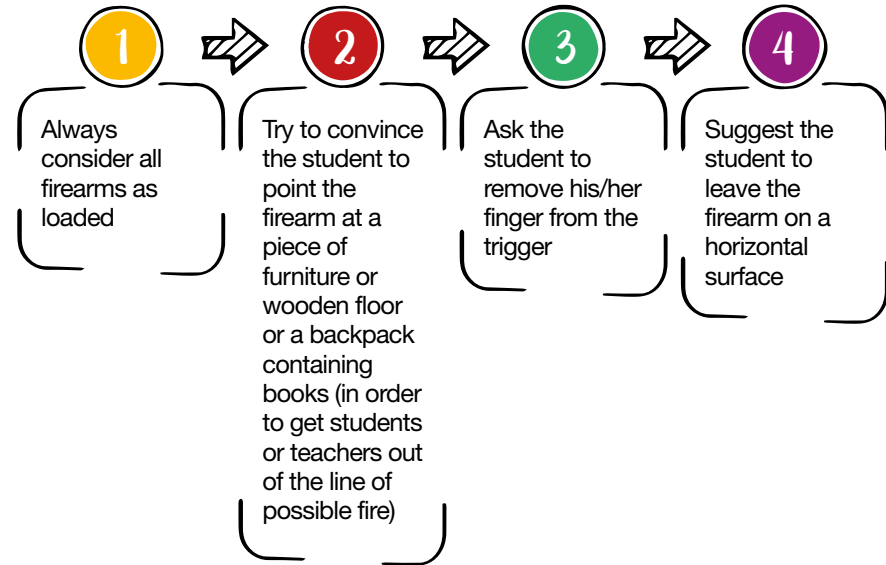 1
Always
consider all
firearms as
loaded
2
Try to convince
the student to
point the
firearm at a
piece of
furniture or
wooden floor
or a backpack
containing
books (in order
to get students
or teachers out
of the line of
possible fire)
3
Ask the
student to
remove his/her
finger from the
trigger
4
Suggest the
student to
leave the
firearm on a
horizontal
surface